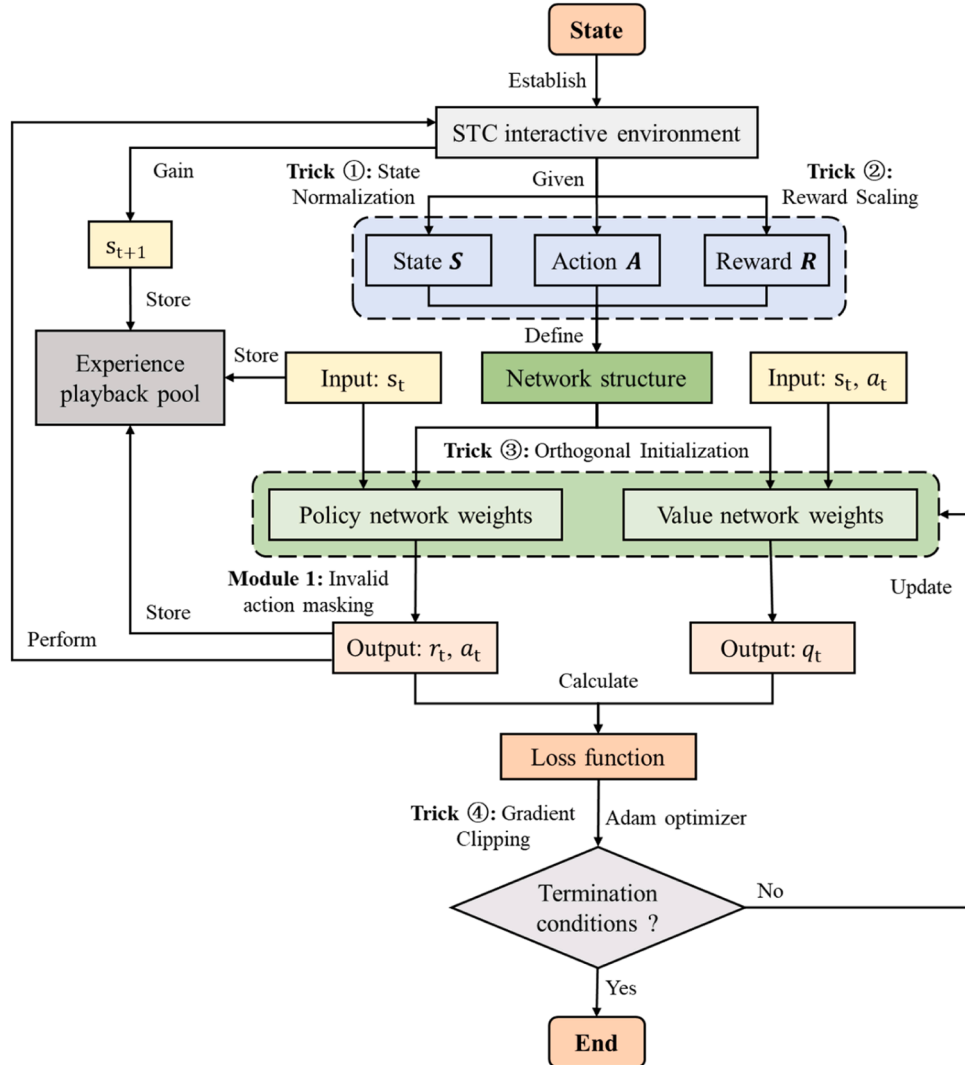 State
Establish
STC interactive environment
Gain
Trick ①: State
Normalization
Given
Trick ②:
Reward Scaling
s_{t+1}
State S
Action A
Reward R
Store
Define
Experience
playback pool
Store
Input: s_t
Network structure
Input: s_t, a_t
Trick ③: Orthogonal Initialization
Policy network weights
Value network weights
Module 1: Invalid
action masking
Update
Store
Perform
Output: r_t, a_t
Output: q_t
Calculate
Loss function
Trick ④: Gradient
Clipping
Adam optimizer
Termination
conditions ?
No
Yes
End